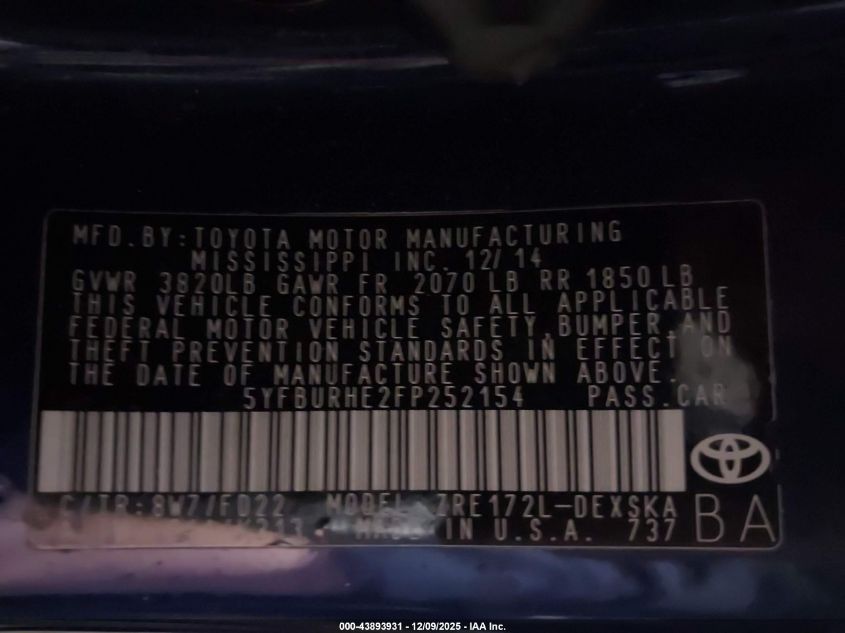 MFD.BY:TOYOTA MOTOR MANUFACTURING
MISSISSIPPI INC. 12/14
GVWR 3820LB GAWR FR 2070LB RR 1850LB
THIS VEHICLE CONFORMS TO ALL APPLICABLE
FEDERAL MOTOR VEHICLE SAFETY,BUMPER AND
THEFT PREVENTION STANDARDS IN EFFECT ON
THE DATE OF MANUFACTURE SHOWN ABOVE.
5YFBURHE2FP252154 PASS.CAR
C/TR:8W7/FD22 MODEL: ZRE172L-DEXSKA
MADE IN U.S.A. 737 BA
000-43893931 - 12/09/2025 - IAA Inc.